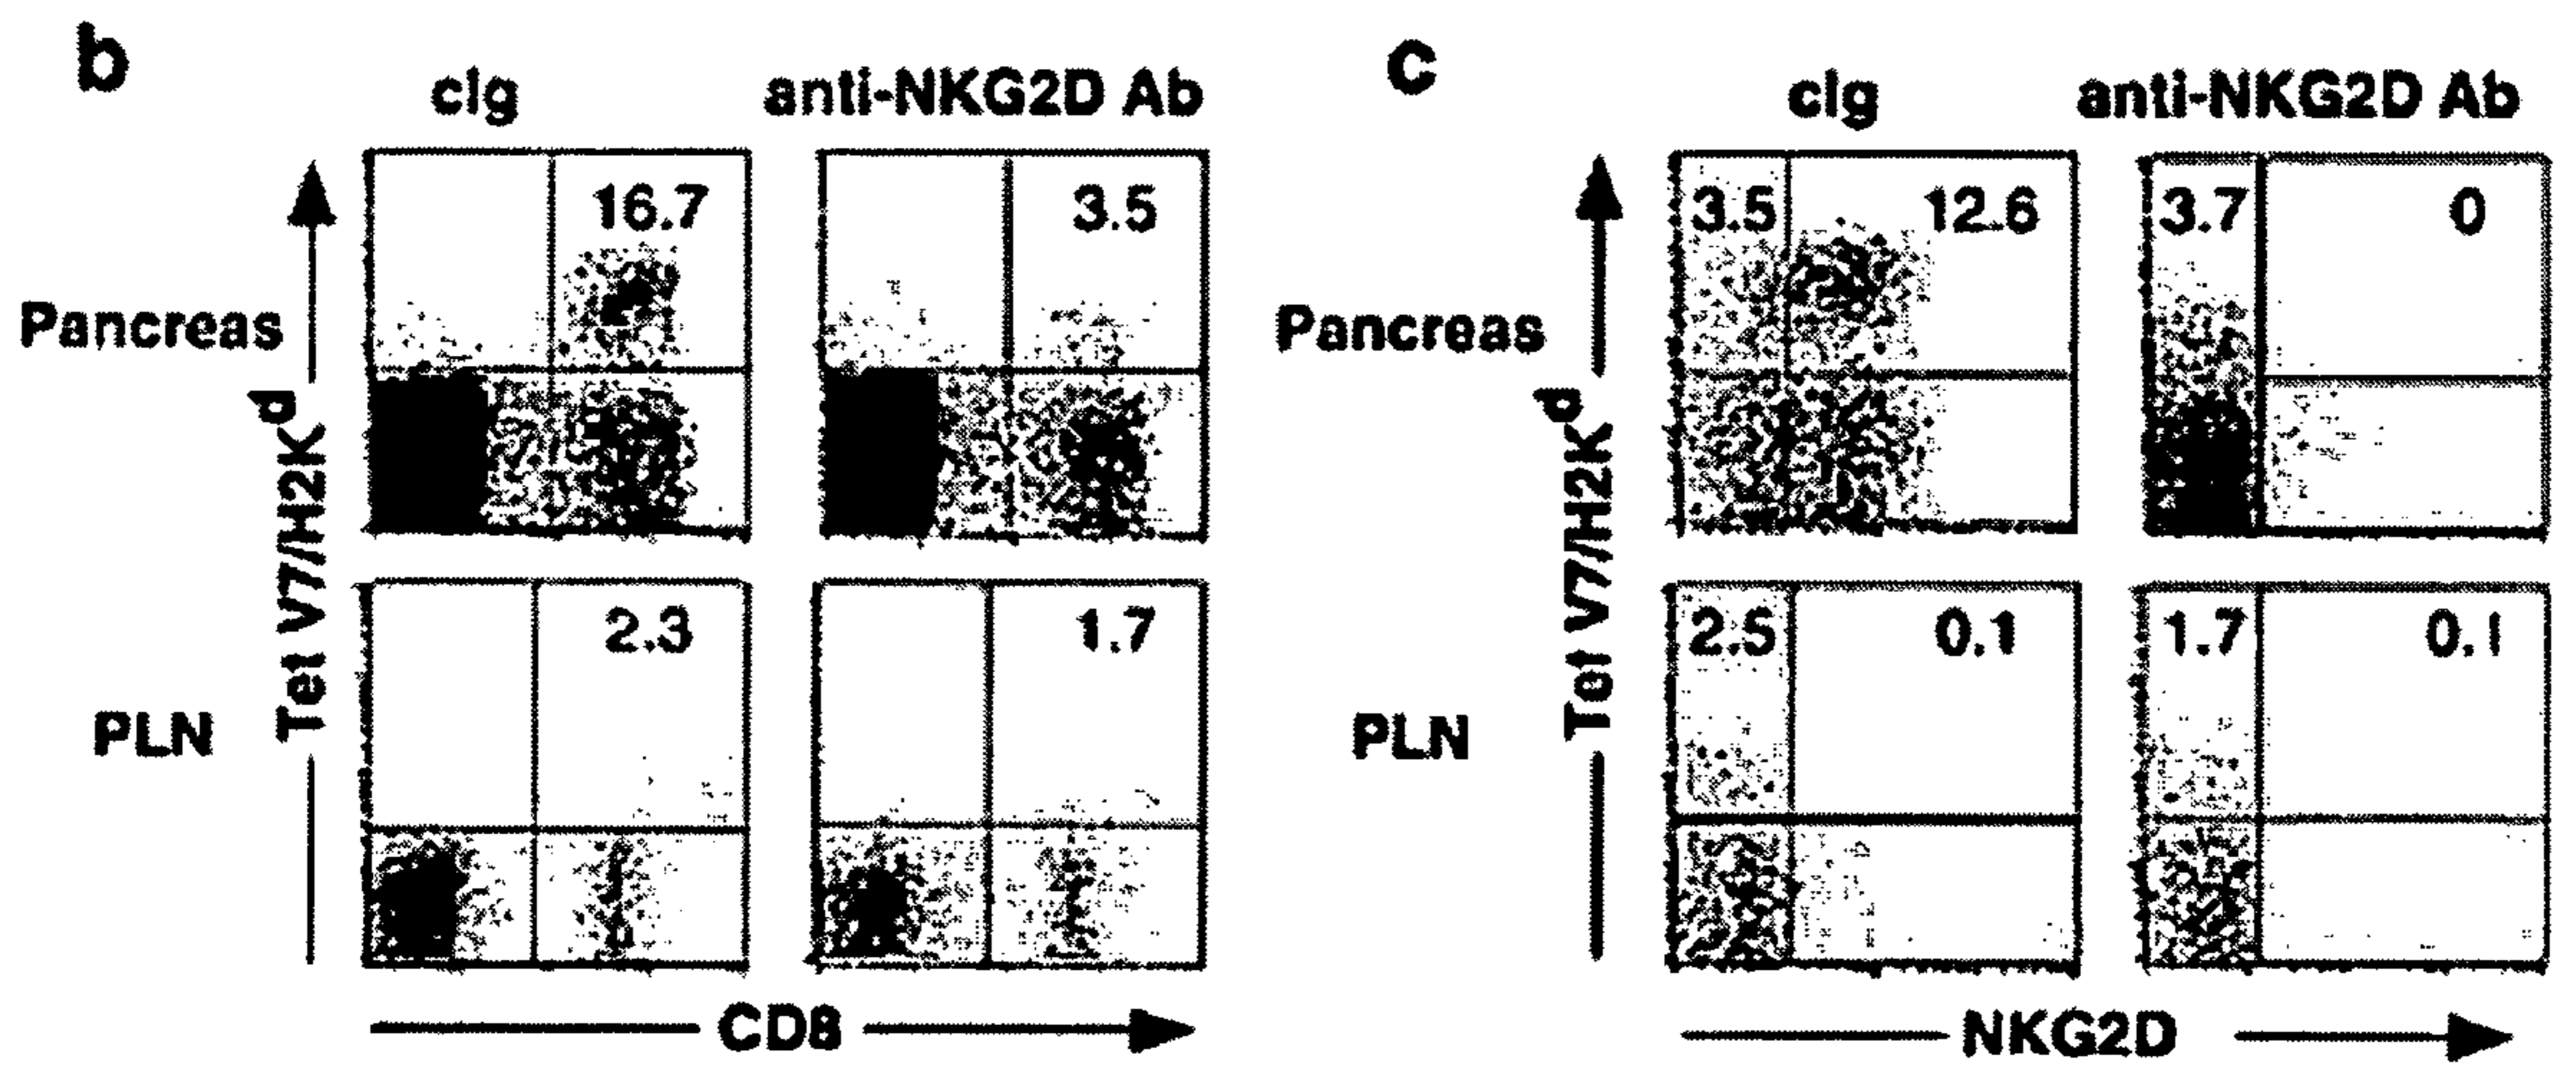 b
cIg anti-NKG2D Ab
16.7 3.5
Pancreas
Tet V7/H2Kd
2.3 1.7
PLN
CD8
c
cIg anti-NKG2D Ab
3.5 12.6 3.7 0
Pancreas
Tet V7/H2Kd
2.5 0.1 1.7 0.1
PLN
NKG2D